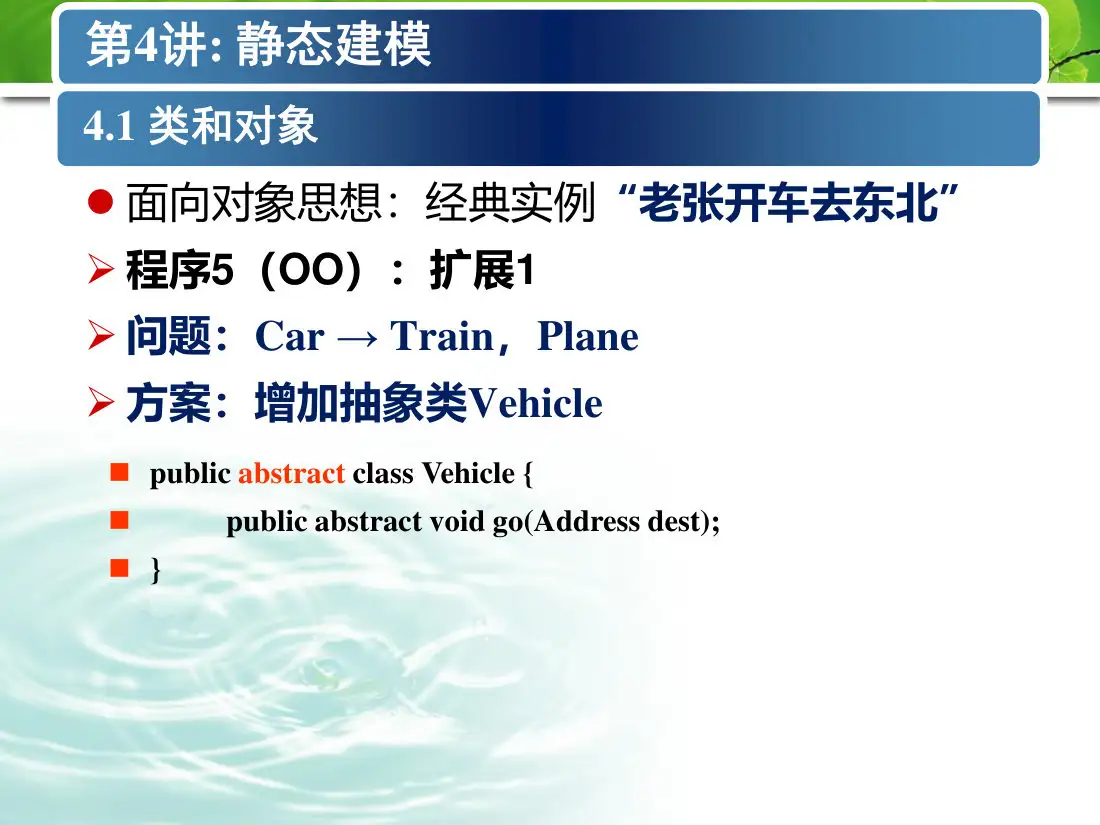 第4讲: 静态建模
4.1 类和对象
面向对象思想：经典实例“老张开车去东北”
程序5（OO）：扩展1
问题：Car → Train，Plane
方案：增加抽象类Vehicle
public abstract class Vehicle {
public abstract void go(Address dest);
}